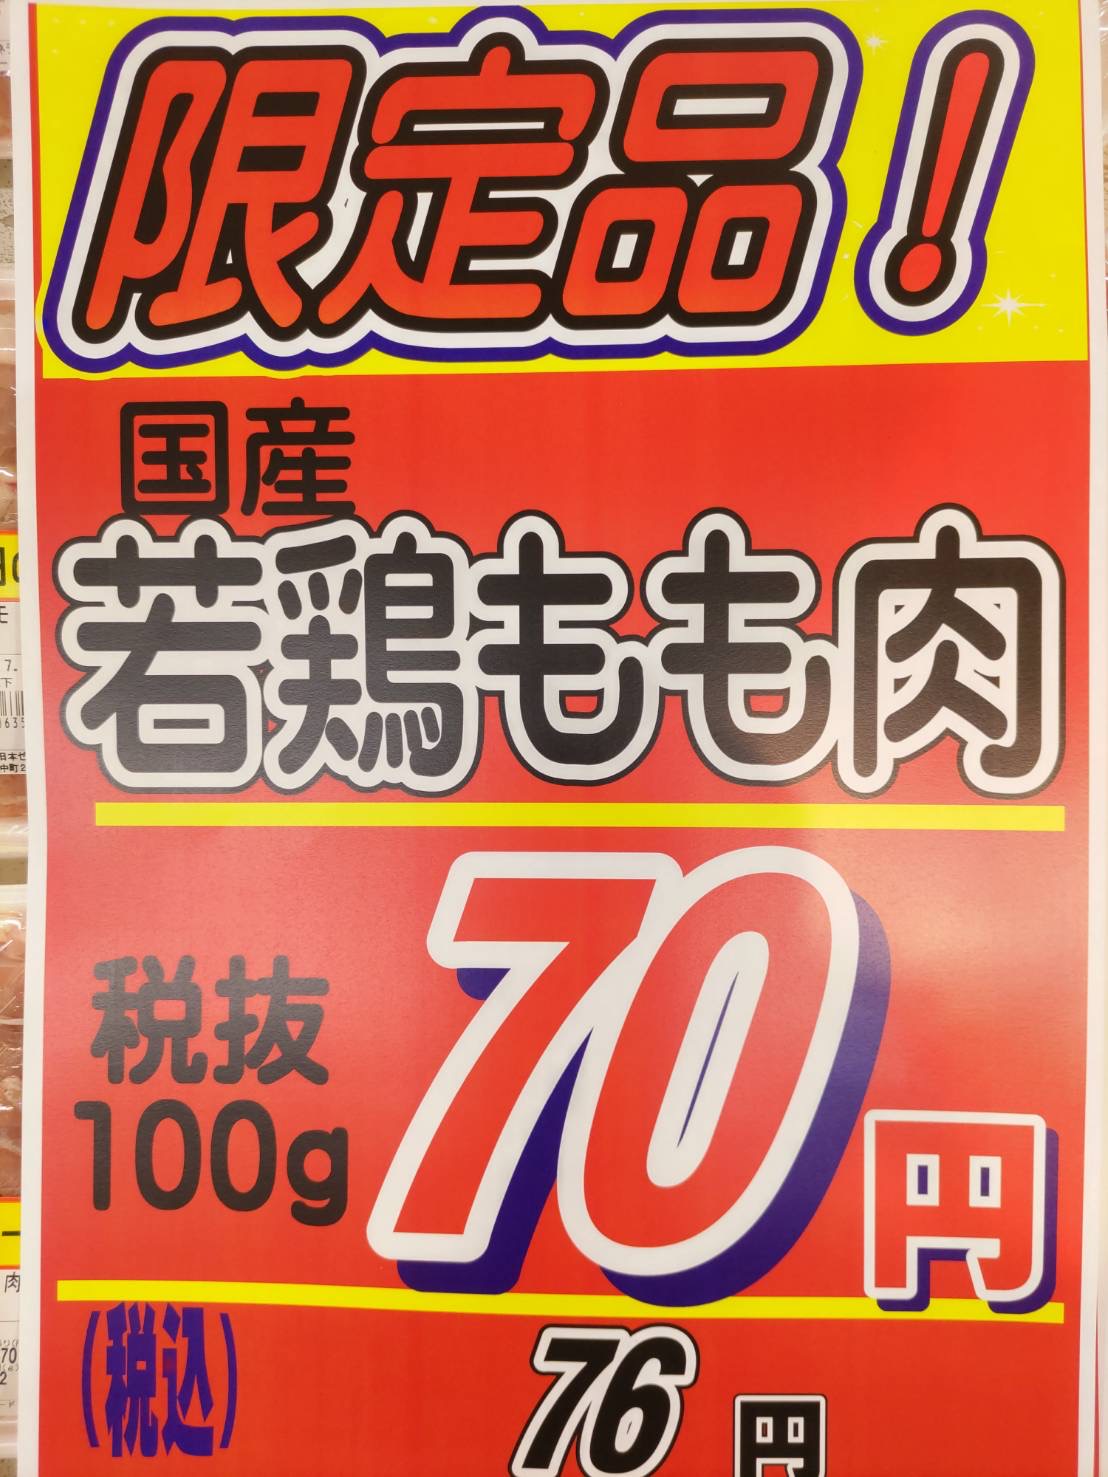 限定品！
国産
若鶏もも肉
税抜
100g
70円
(税込)
76円